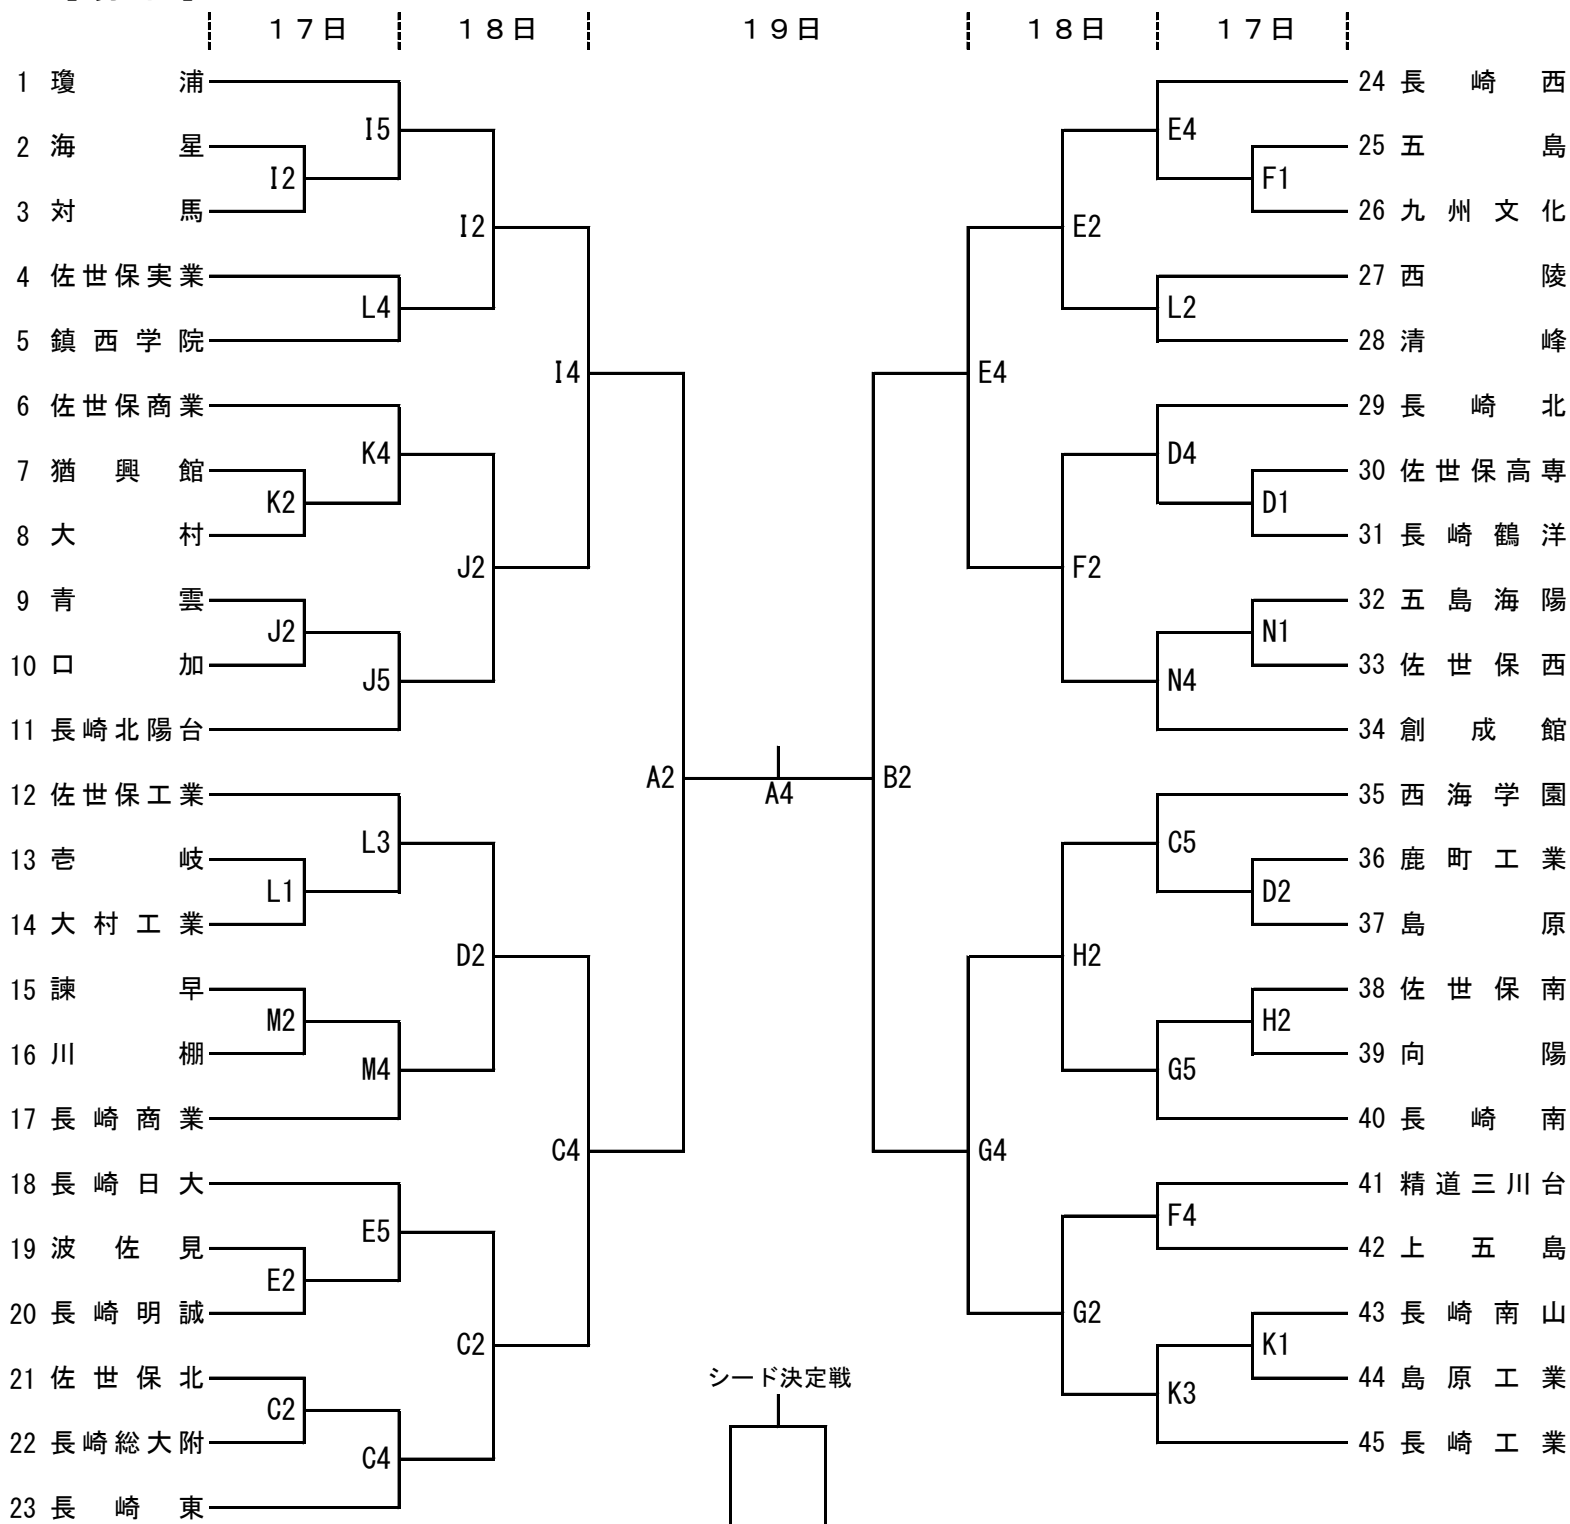 17日 18日 19日 18日 17日
1 瓊浦
I5
2 海星
I2
3 対馬
I2
4 佐世保実業
L4
5 鎮西学院
I4
6 佐世保商業
K4
7 猶興館
K2
8 大村
J2
9 青雲
J2
10 口加
J5
11 長崎北陽台
A2
12 佐世保工業
L3
13 壱岐
L1
14 大村工業
D2
15 諫早
M2
16 川棚
M4
17 長崎商業
C4
18 長崎日大
E5
19 波佐見
E2
20 長崎明誠
C2
21 佐世保北
C2
22 長崎総大附
C4
23 長崎東
A4
シード決定戦
24 長崎西
E4
25 五島
F1
26 九州文化
E2
27 西陵
L2
28 清峰
E4
29 長崎北
D4
30 佐世保高専
D1
31 長崎鶴洋
F2
32 五島海陽
N1
33 佐世保西
N4
34 創成館
B2
35 西海学園
C5
36 鹿町工業
D2
37 島原
H2
38 佐世保南
H2
39 向陽
G5
40 長崎南
G4
41 精道三川台
F4
42 上五島
G2
43 長崎南山
K1
44 島原工業
K3
45 長崎工業